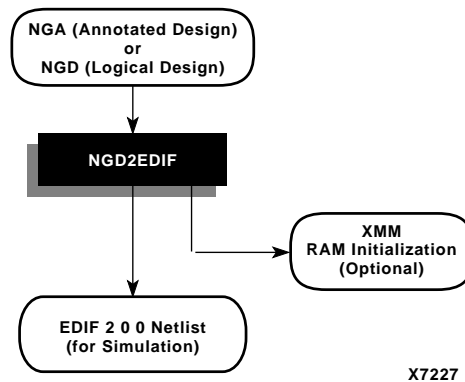 NGA (Annotated Design)
or
NGD (Logical Design)
NGD2EDIF
XMM
RAM Initialization
(Optional)
EDIF 2 0 0 Netlist
(for Simulation)
X7227